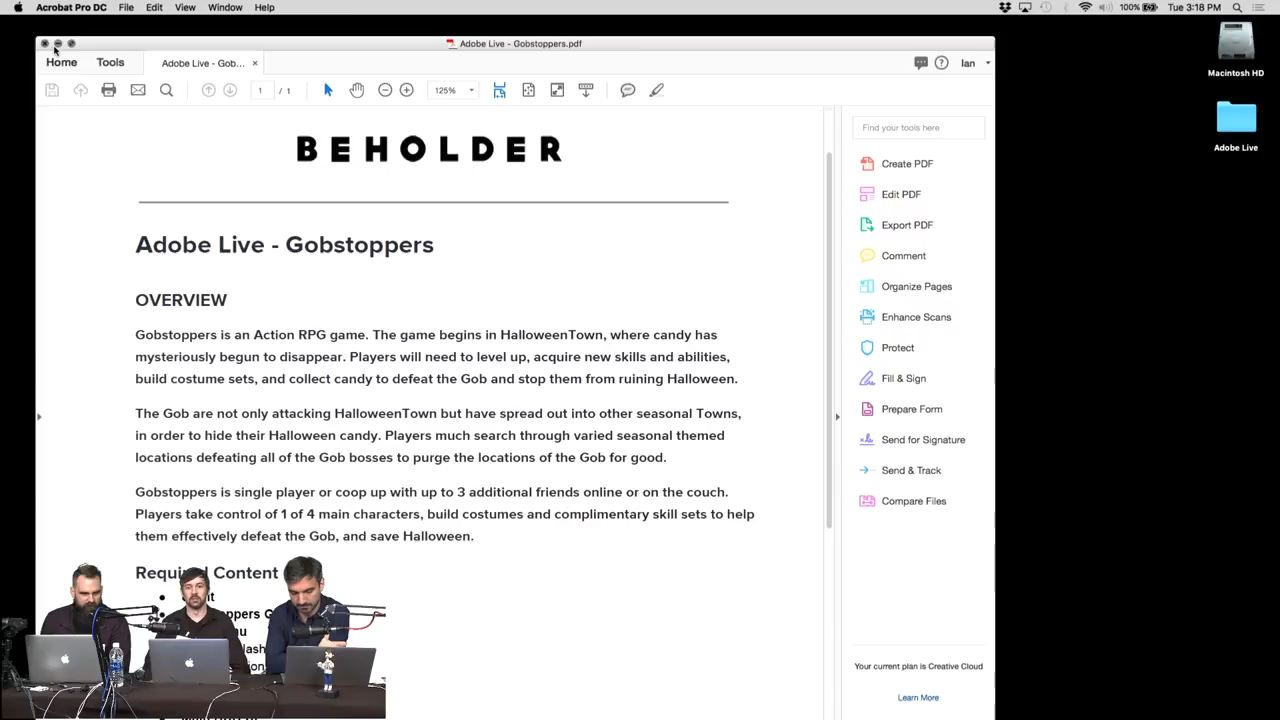 Acrobat Pro DC File Edit View Window Help 100% Tue 3:18 PM
Adobe Live - Gobstoppers.pdf
Home Tools Adobe Live - Gob... × Ian
1 / 1 125%
Macintosh HD
Adobe Live
BEHOLDER
Adobe Live - Gobstoppers
OVERVIEW
Gobstoppers is an Action RPG game. The game begins in HalloweenTown, where candy has
mysteriously begun to disappear. Players will need to level up, acquire new skills and abilities,
build costume sets, and collect candy to defeat the Gob and stop them from ruining Halloween.
The Gob are not only attacking HalloweenTown but have spread out into other seasonal Towns,
in order to hide their Halloween candy. Players much search through varied seasonal themed
locations defeating all of the Gob bosses to purge the locations of the Gob for good.
Gobstoppers is single player or coop up with up to 3 additional friends online or on the couch.
Players take control of 1 of 4 main characters, build costumes and complimentary skill sets to help
them effectively defeat the Gob, and save Halloween.
Content
Find your tools here
Create PDF
Edit PDF
Export PDF
Comment
Organize Pages
Enhance Scans
Protect
Fill & Sign
Prepare Form
Send for Signature
Send & Track
Compare Files
Your current plan is Creative Cloud
Learn More